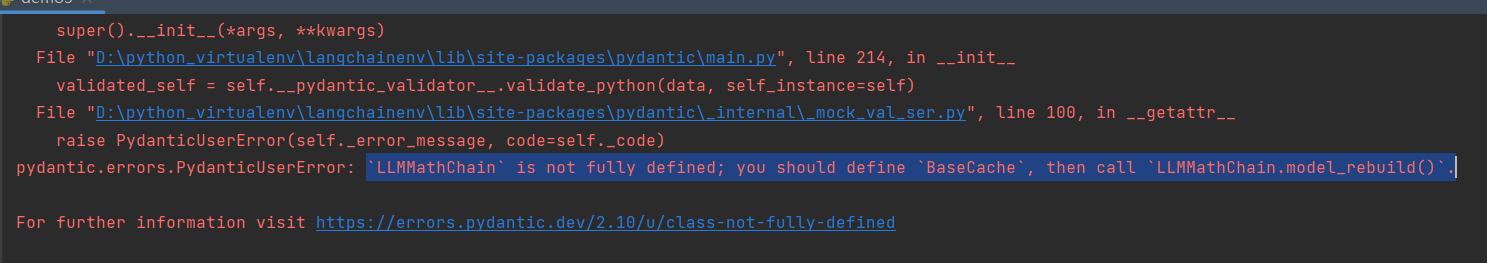 demo9
super().__init__(*args, **kwargs)
File "D:\python_virtualenv\langchainenv\lib\site-packages\pydantic\main.py", line 214, in __init__
validated_self = self.__pydantic_validator__.validate_python(data, self_instance=self)
File "D:\python_virtualenv\langchainenv\lib\site-packages\pydantic\_internal\_mock_val_ser.py", line 100, in __getattr__
raise PydanticUserError(self._error_message, code=self._code)
pydantic.errors.PydanticUserError: `LLMMathChain` is not fully defined; you should define `BaseCache`, then call `LLMMathChain.model_rebuild()`.
For further information visit https://errors.pydantic.dev/2.10/u/class-not-fully-defined